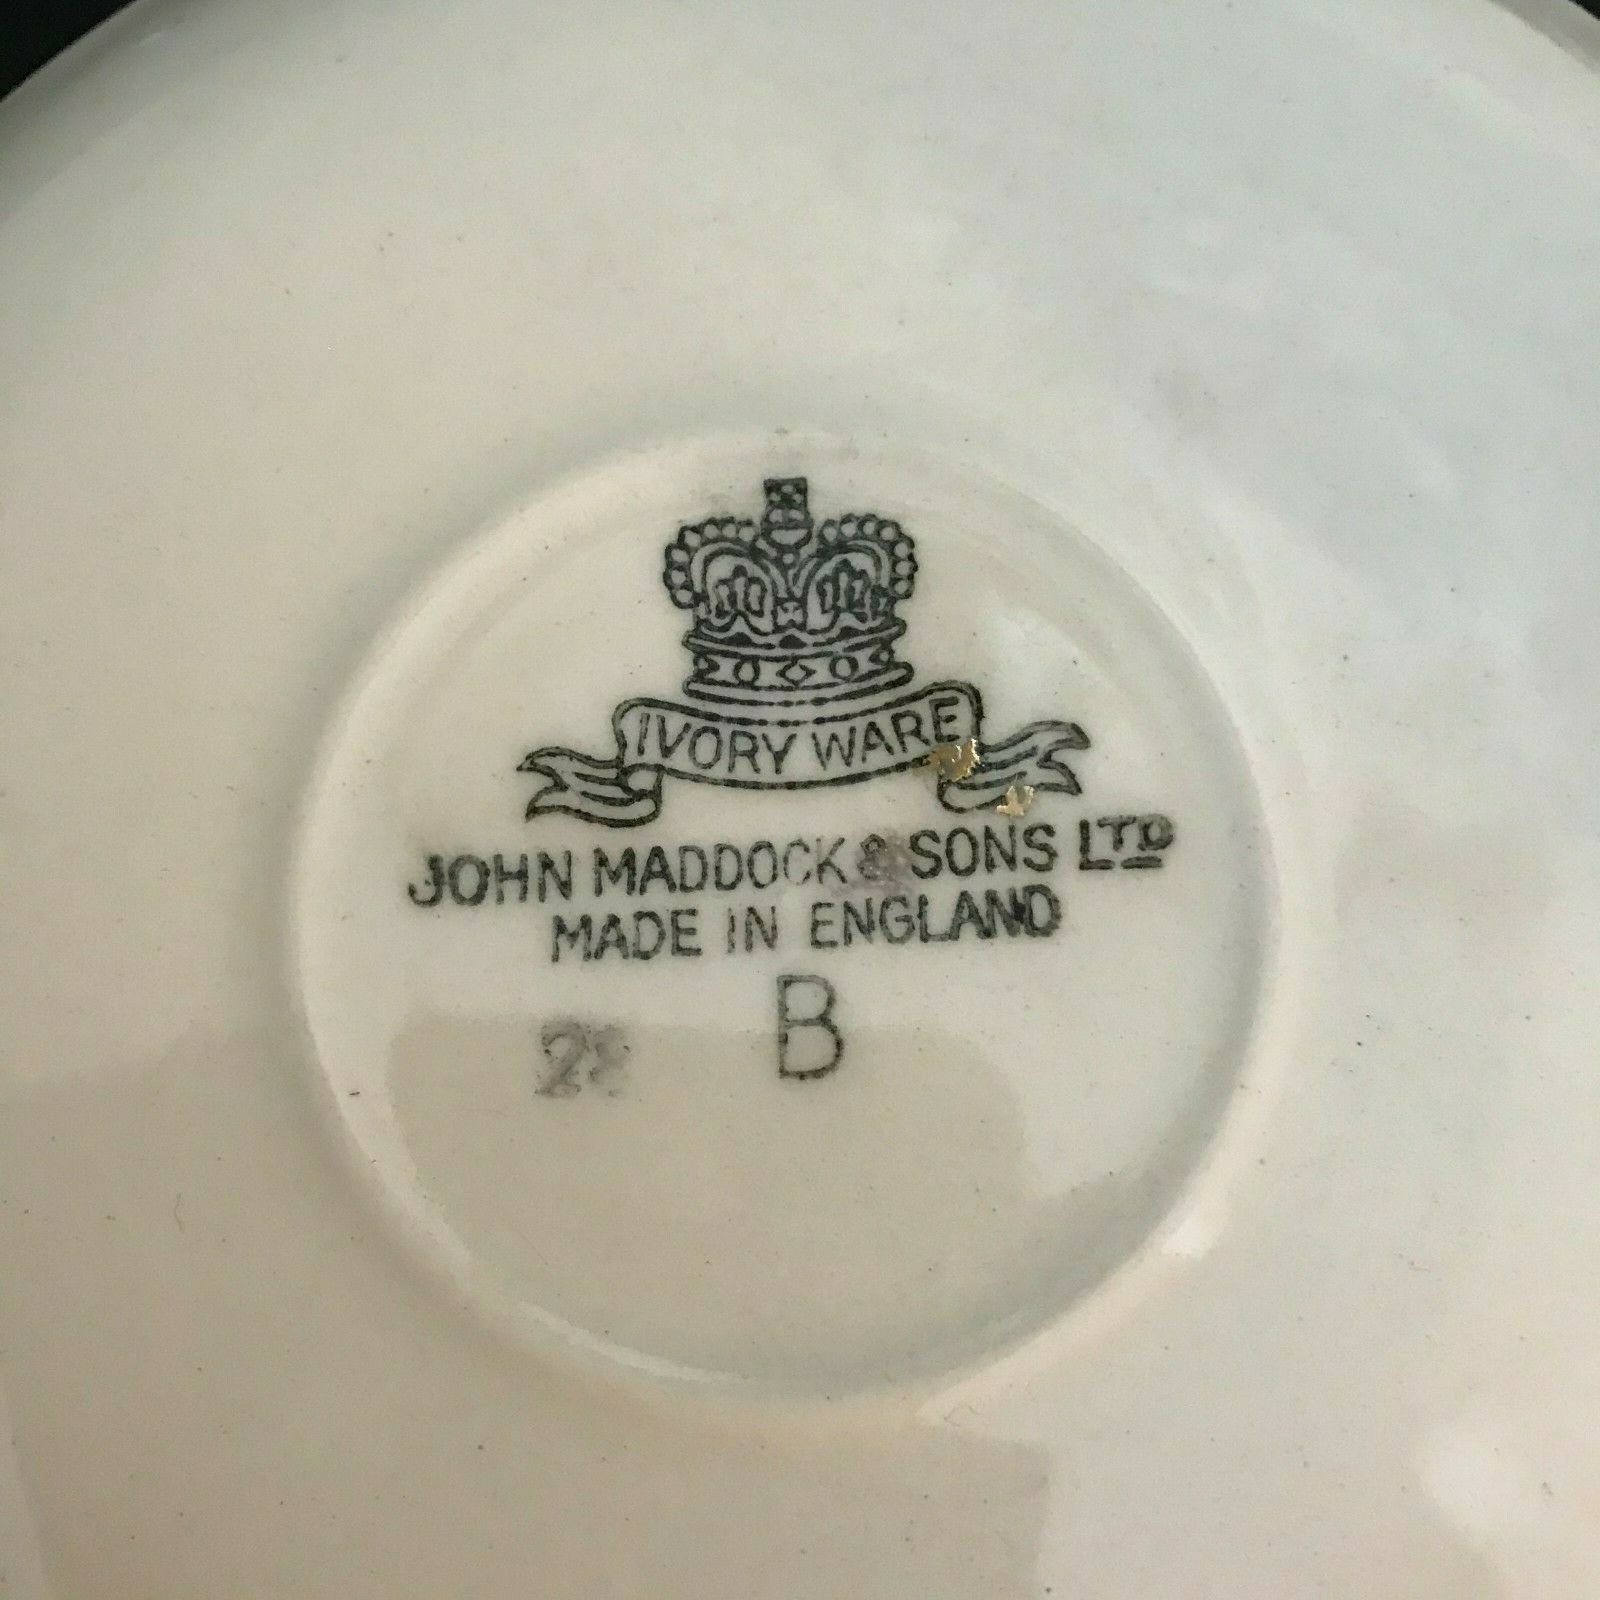 IVORY WARE
JOHN MADDOCK & SONS LTD
MADE IN ENGLAND
B